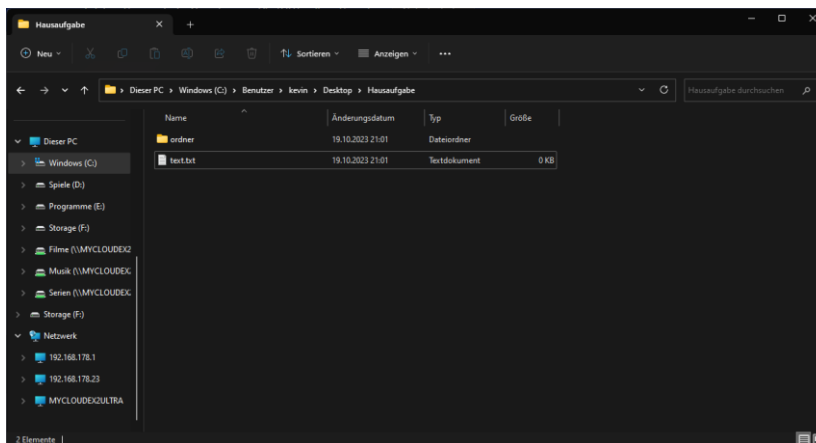 Hausaufgabe
Neu Sortieren Anzeigen
Dieser PC > Windows (C:) > Benutzer > kevin > Desktop > Hausaufgabe Hausaufgabe durchsuchen
Name Änderungsdatum Typ Größe
ordner 19.10.2023 21:01 Dateiordner
text.txt 19.10.2023 21:01 Textdokument 0 KB
Dieser PC
Windows (C:)
Spiele (D:)
Programme (E:)
Storage (F:)
Filme (\\MYCLOUDEX2
Musik (\\MYCLOUDEX
Serien (\\MYCLOUDEX
Storage (F:)
Netzwerk
192.168.178.1
192.168.178.23
MYCLOUDEX2ULTRA
2 Elemente